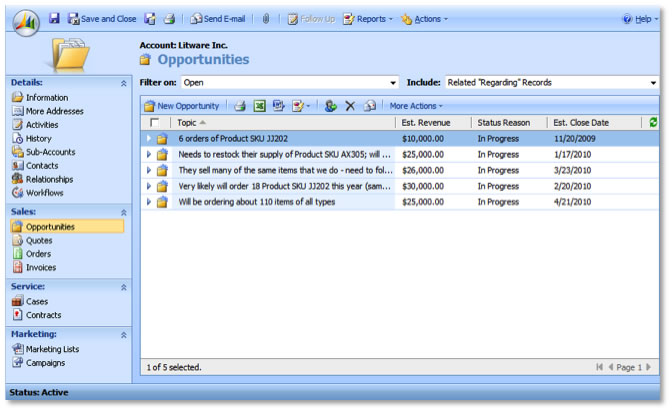 Save and Close Send E-mail Follow Up Reports Actions Help
Account: Litware Inc.
Opportunities
Details:
Information
More Addresses
Activities
History
Sub-Accounts
Contacts
Relationships
Workflows
Sales:
Opportunities
Quotes
Orders
Invoices
Service:
Cases
Contracts
Marketing:
Marketing Lists
Campaigns
Filter on: Open Include: Related "Regarding" Records
New Opportunity More Actions
Topic Est. Revenue Status Reason Est. Close Date
6 orders of Product SKU JJ202 $10,000.00 In Progress 11/20/2009
Needs to restock their supply of Product SKU AX305; will ... $25,000.00 In Progress 1/17/2010
They sell many of the same items that we do - need to fol... $26,000.00 In Progress 3/23/2010
Very likely will order 18 Product SKU JJ202 this year (sam... $30,000.00 In Progress 2/20/2010
Will be ordering about 110 items of all types $25,000.00 In Progress 4/21/2010
1 of 5 selected. Page 1
Status: Active